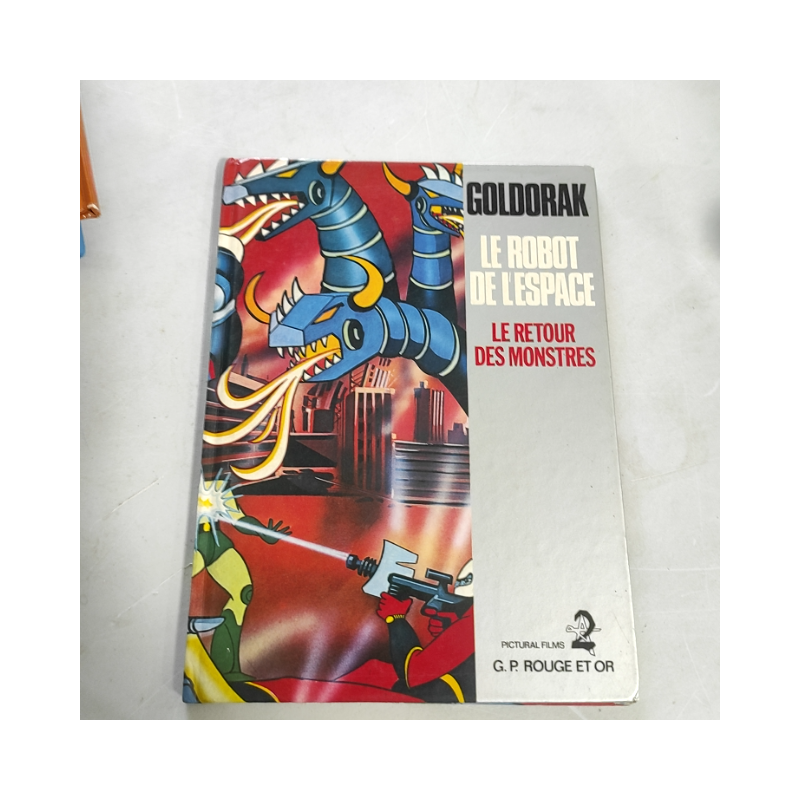 GOLDORAK
LE ROBOT
DE L'ESPACE
LE RETOUR
DES MONSTRES
PICTURAL FILMS
2
G.P. ROUGE ET OR